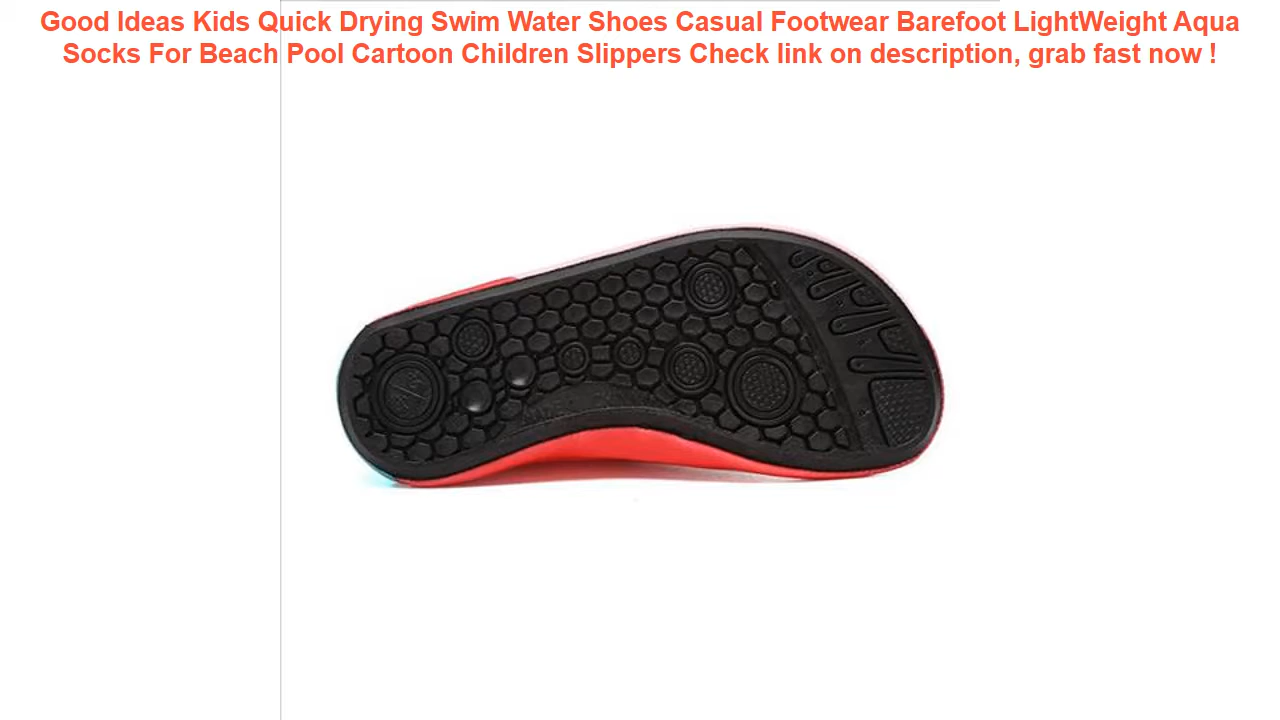 Good Ideas Kids Quick Drying Swim Water Shoes Casual Footwear Barefoot LightWeight Aqua
Socks For Beach Pool Cartoon Children Slippers Check link on description, grab fast now !